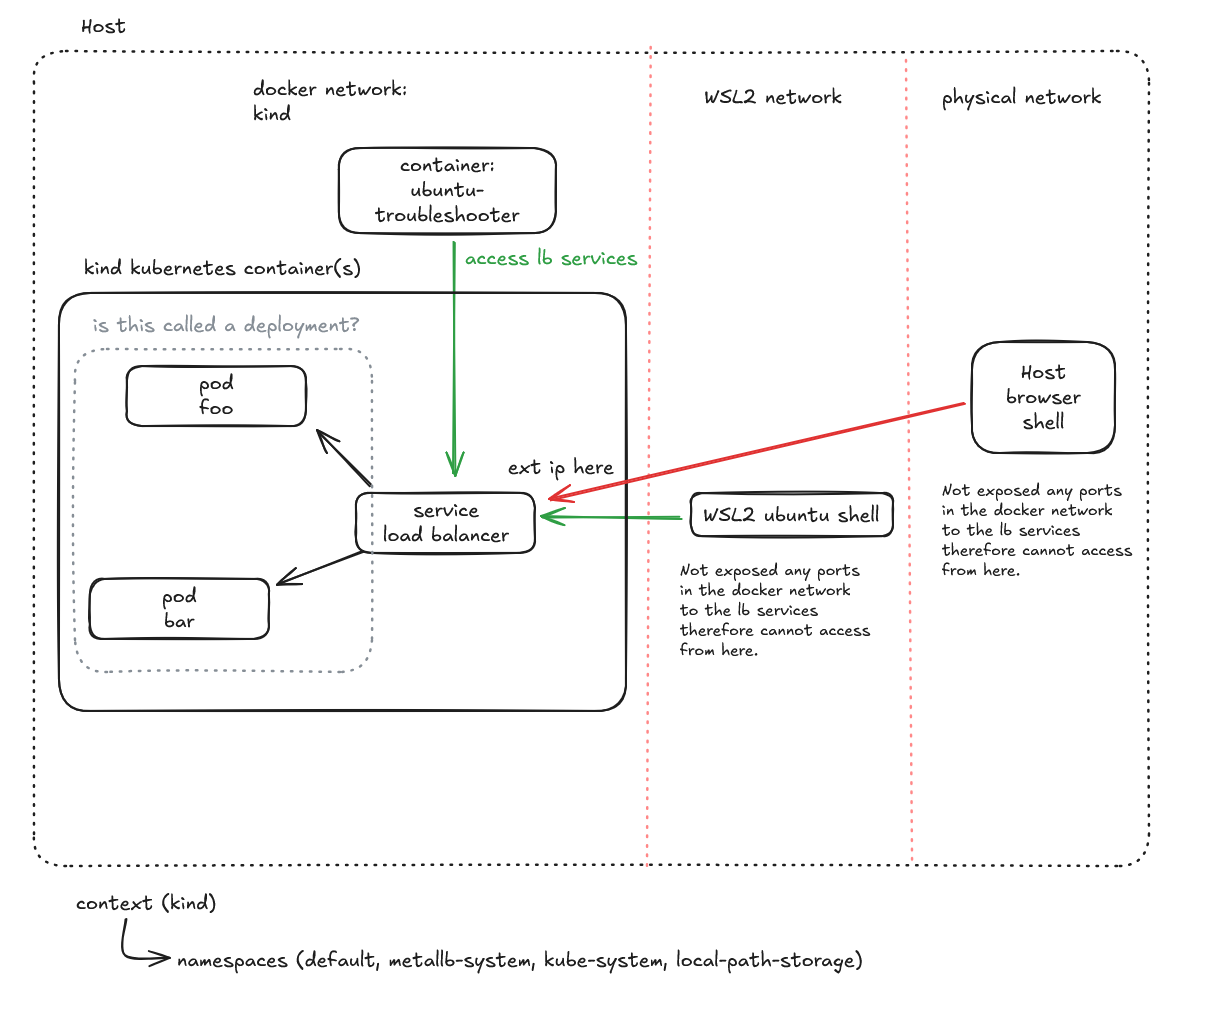 Host
docker network:
kind
WSL2 network
physical network
container:
ubuntu-
troubleshooter
access lb services
kind kubernetes container(s)
is this called a deployment?
pod
foo
Host
browser
shell
ext ip here
service
load balancer
WSL2 ubuntu shell
Not exposed any ports
in the docker network
to the lb services
therefore cannot access
from here.
Not exposed any ports
in the docker network
to the lb services
therefore cannot access
from here.
pod
bar
context (kind)
namespaces (default, metallb-system, kube-system, local-path-storage)